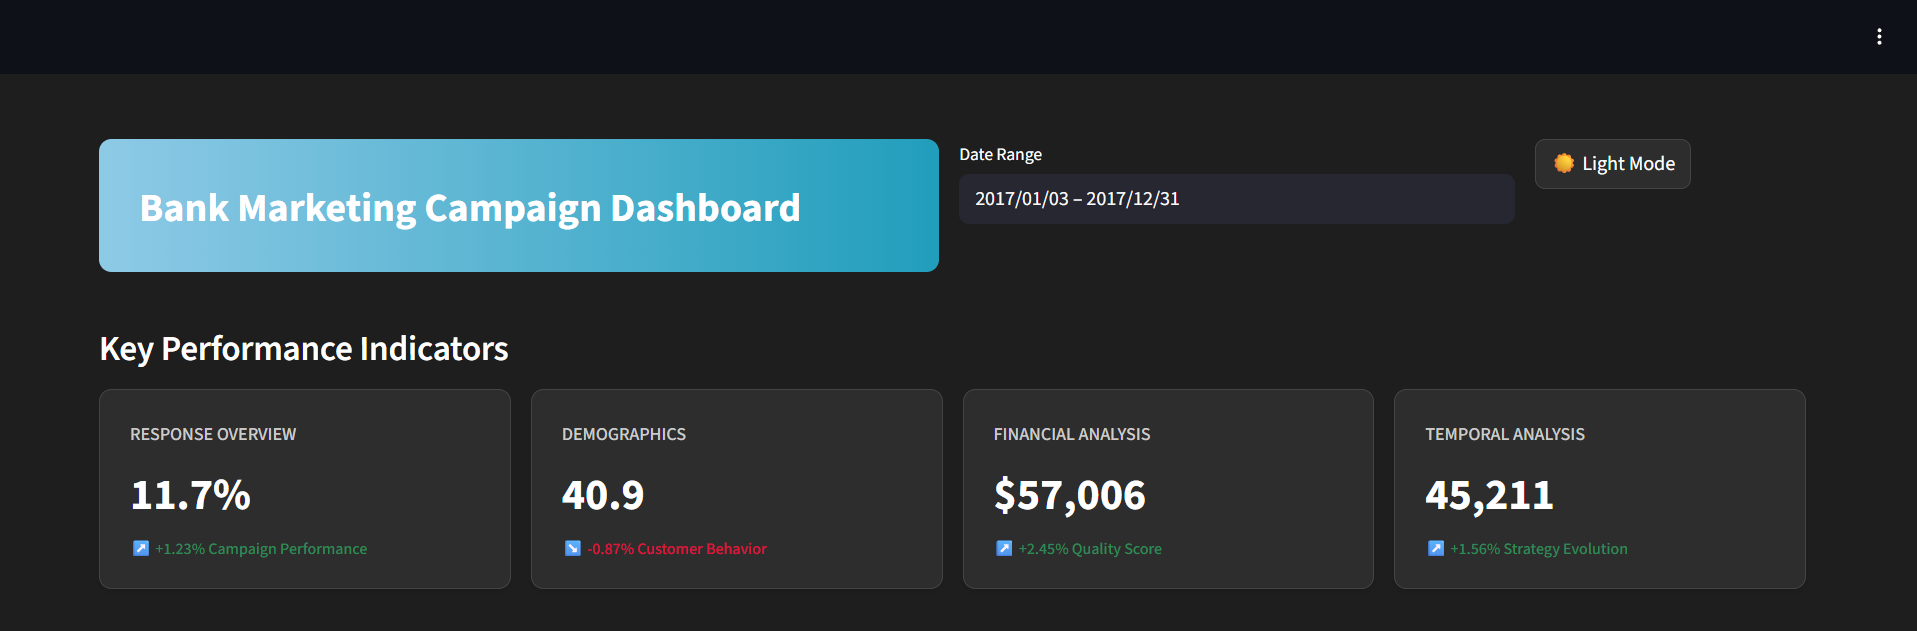 Bank Marketing Campaign Dashboard
Date Range
2017/01/03 – 2017/12/31
Light Mode
Key Performance Indicators
RESPONSE OVERVIEW
11.7%
+1.23% Campaign Performance
DEMOGRAPHICS
40.9
-0.87% Customer Behavior
FINANCIAL ANALYSIS
$57,006
+2.45% Quality Score
TEMPORAL ANALYSIS
45,211
+1.56% Strategy Evolution